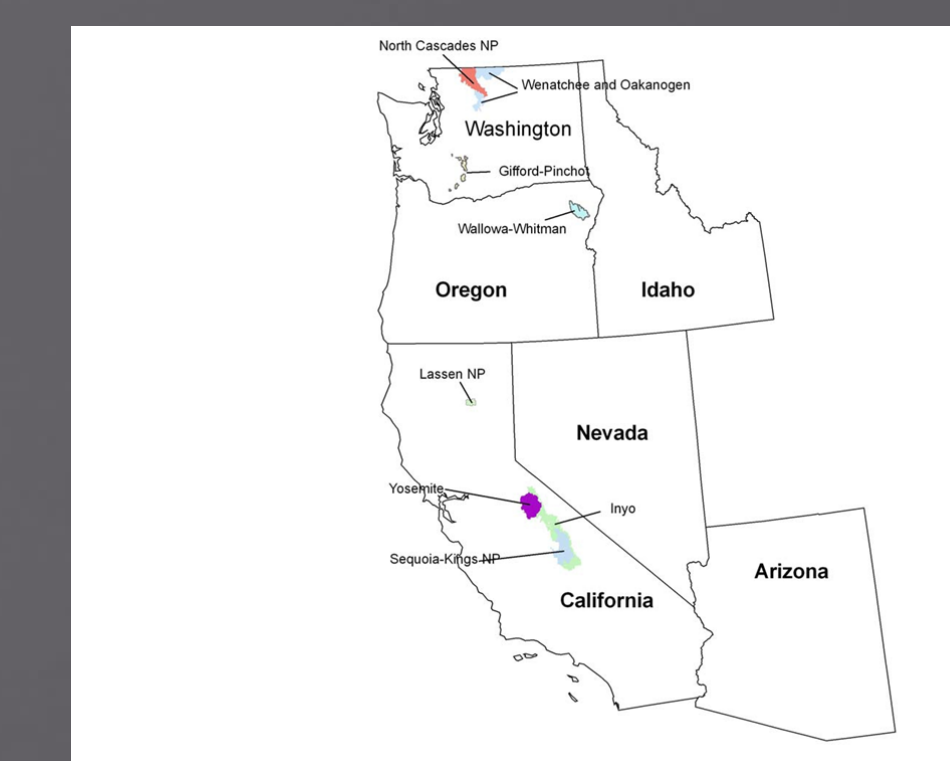 North Cascades NP
Wenatchee and Oakanogen
Washington
Gifford-Pinchot
Wallowa-Whitman
Oregon
Idaho
Lassen NP
Nevada
Yosemite
Inyo
Sequoia-Kings NP
Arizona
California